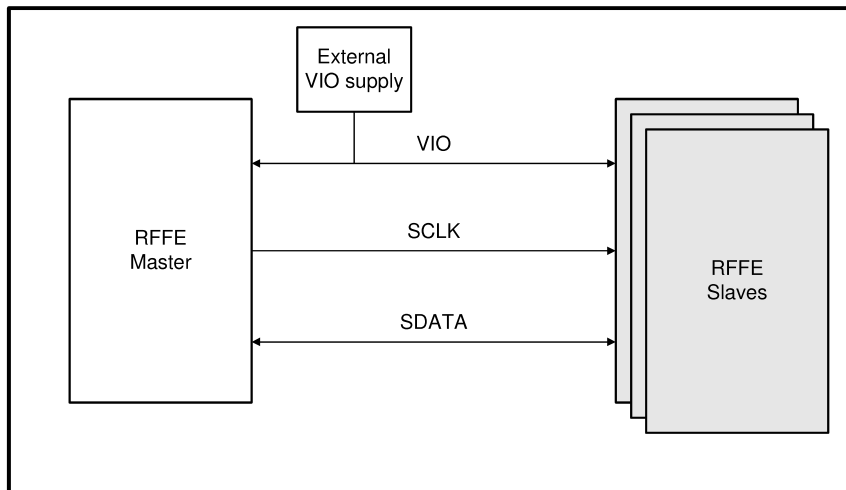 External
VIO supply
VIO
RFFE
Master
SCLK
SDATA
RFFE
Slaves